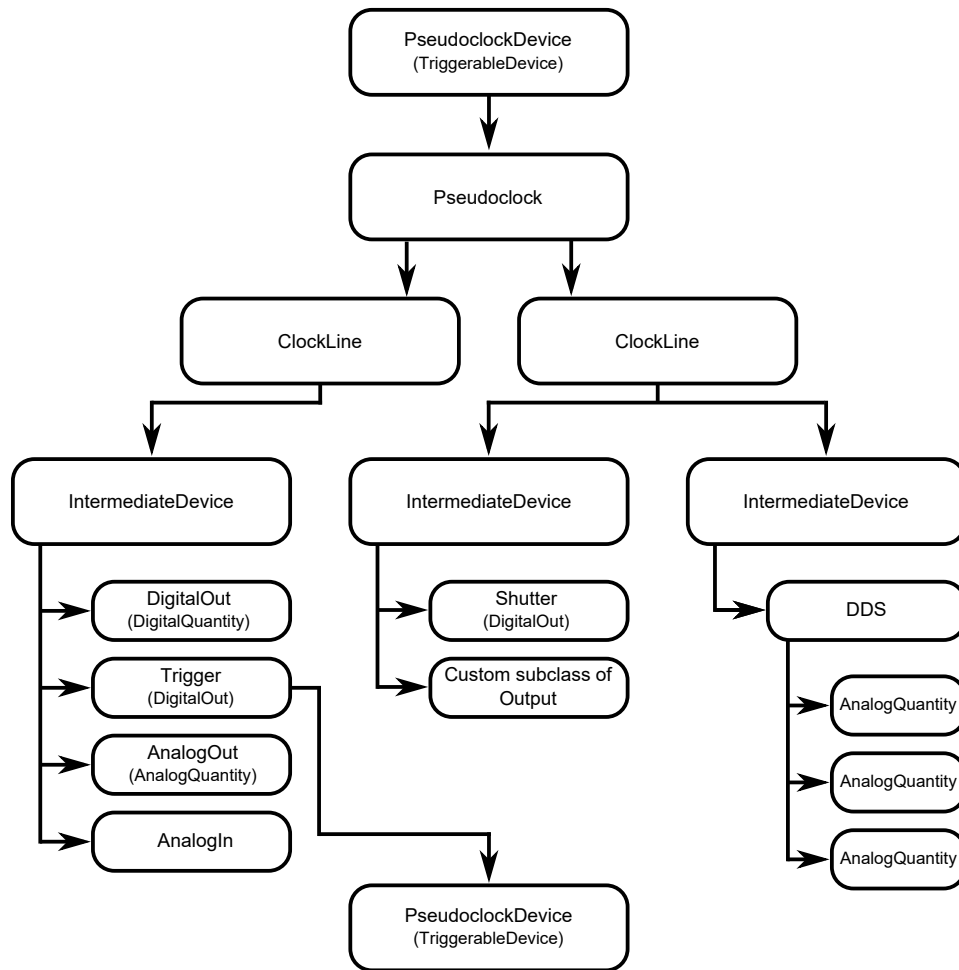 PseudoclockDevice
(TriggerableDevice)
Pseudoclock
ClockLine
ClockLine
IntermediateDevice
IntermediateDevice
IntermediateDevice
DigitalOut
(DigitalQuantity)
Trigger
(DigitalOut)
AnalogOut
(AnalogQuantity)
AnalogIn
Shutter
(DigitalOut)
Custom subclass of
Output
DDS
AnalogQuantity
AnalogQuantity
AnalogQuantity
PseudoclockDevice
(TriggerableDevice)